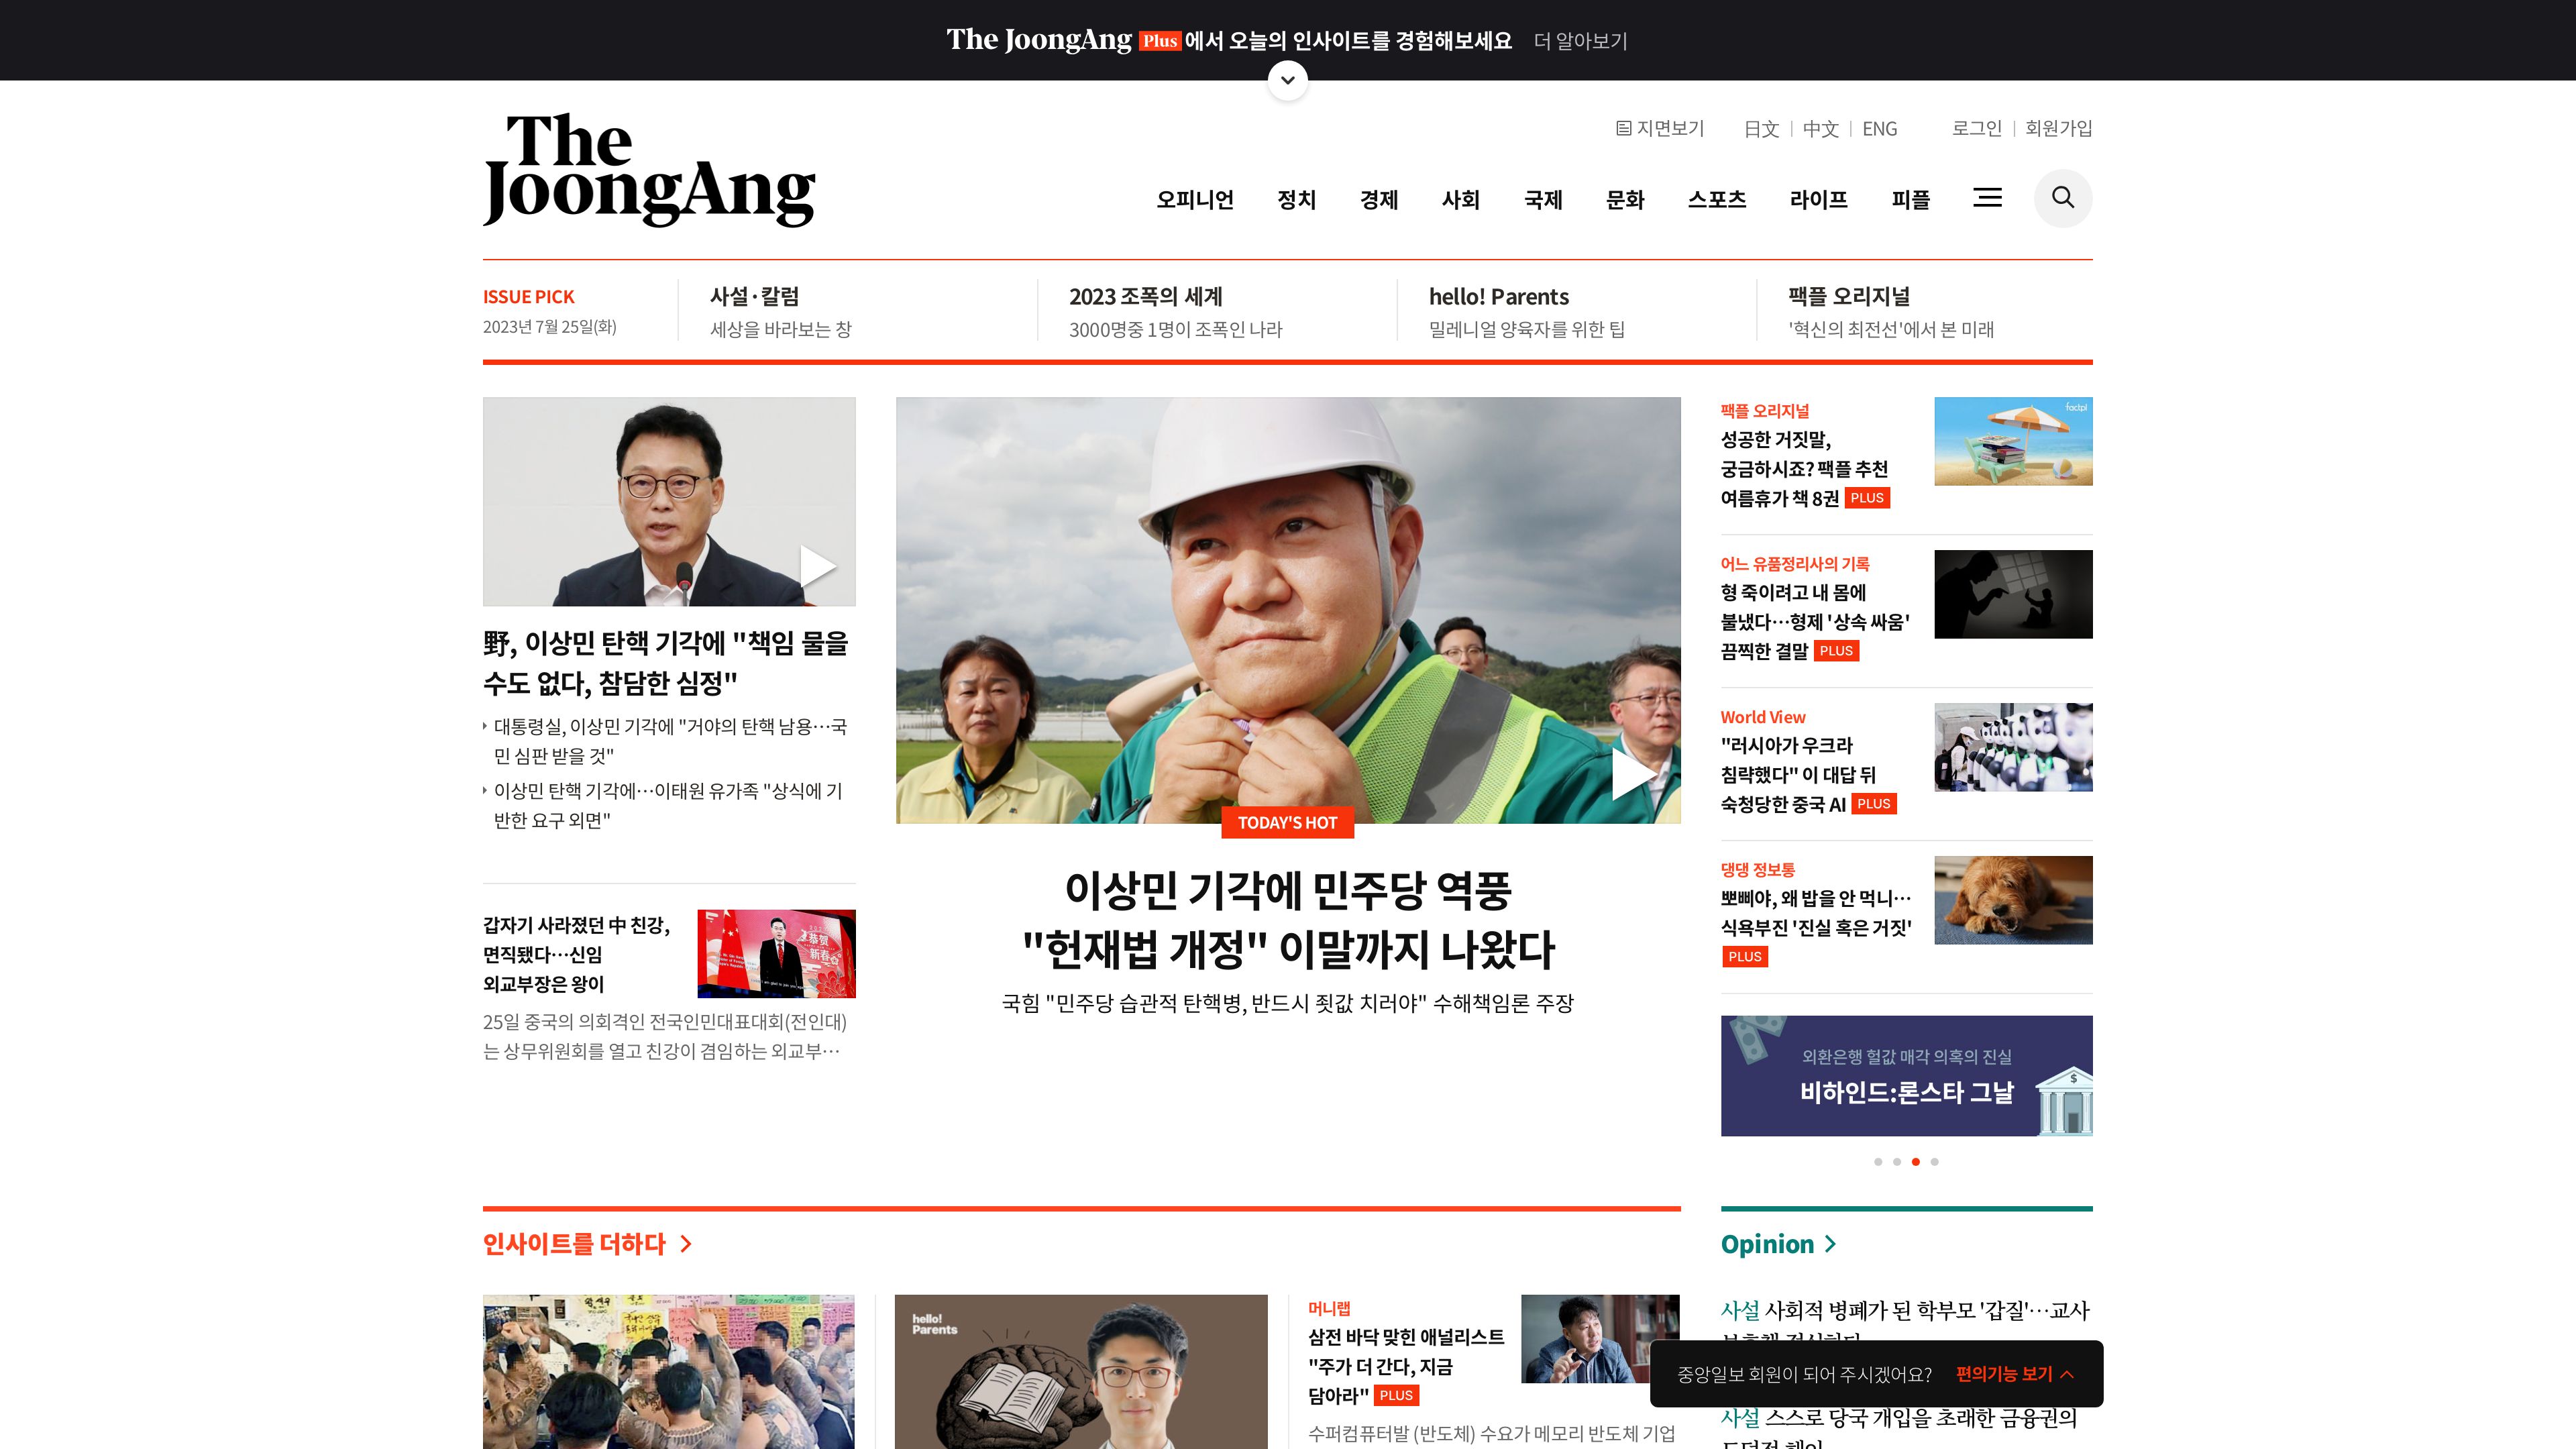 The JoongAng Plus 에서 오늘의 인사이트를 경험해보세요 더 알아보기
The
JoongAng
지면보기 日文 中文 ENG 로그인 회원가입
오피니언 정치 경제 사회 국제 문화 스포츠 라이프 피플
ISSUE PICK
2023년 7월 25일(화)
사설·칼럼
세상을 바라보는 창
2023 조폭의 세계
3000명중 1명이 조폭인 나라
hello! Parents
밀레니얼 양육자를 위한 팁
팩플 오리지널
'혁신의 최전선'에서 본 미래
野, 이상민 탄핵 기각에 "책임 물을
수도 없다, 참담한 심정"
대통령실, 이상민 기각에 "거야의 탄핵 남용…국
민 심판 받을 것"
이상민 탄핵 기각에…이태원 유가족 "상식에 기
반한 요구 외면"
갑자기 사라졌던 中 친강,
면직됐다…신임
외교부장은 왕이
恭贺
新春
25일 중국의 의회격인 전국인민대표대회(전인대)
는 상무위원회를 열고 친강이 겸임하는 외교부…
TODAY'S HOT
이상민 기각에 민주당 역풍
"헌재법 개정" 이말까지 나왔다
국힘 "민주당 습관적 탄핵병, 반드시 죗값 치러야" 수해책임론 주장
팩플 오리지널
성공한 거짓말,
궁금하시죠? 팩플 추천
여름휴가 책 8권 PLUS
factpl
어느 유품정리사의 기록
형 죽이려고 내 몸에
불냈다…형제 '상속 싸움'
끔찍한 결말 PLUS
World View
"러시아가 우크라
침략했다" 이 대답 뒤
숙청당한 중국 AI PLUS
댕댕 정보통
뽀삐야, 왜 밥을 안 먹니…
식욕부진 '진실 혹은 거짓'
PLUS
외환은행 헐값 매각 의혹의 진실
비하인드:론스타 그날
$
인사이트를 더하다
hello!
Parents
머니랩
삼전 바닥 맞힌 애널리스트
"주가 더 간다, 지금
담아라" PLUS
수퍼컴퓨터발 (반도체) 수요가 메모리 반도체 기업
Opinion
사설 사회적 병폐가 된 학부모 '갑질'…교사
중앙일보 회원이 되어 주시겠어요? 편의기능 보기
사설 스스로 당국 개입을 초래한 금융권의